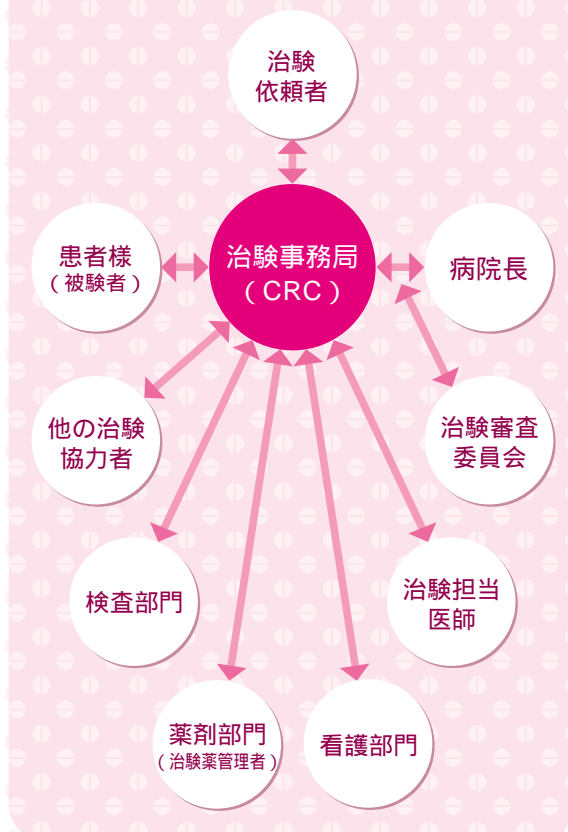 治験
依頼者
患者様
（被験者）
治験事務局
（CRC）
病院長
他の治験
協力者
治験審査
委員会
検査部門
治験担当
医師
薬剤部門
（治験薬管理者）
看護部門